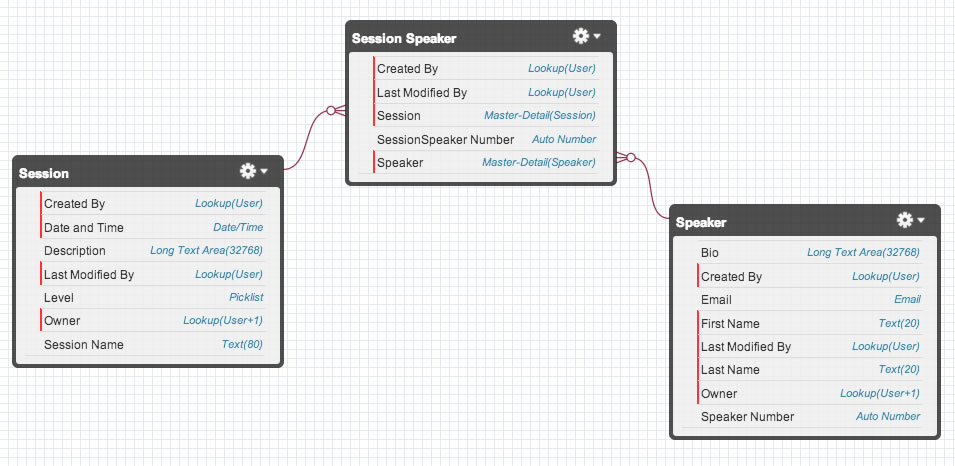 Session Speaker
Created By Lookup(User)
Last Modified By Lookup(User)
Session Master-Detail(Session)
SessionSpeaker Number Auto Number
Speaker Master-Detail(Speaker)
Session
Created By Lookup(User)
Date and Time Date/Time
Description Long Text Area(32768)
Last Modified By Lookup(User)
Level Picklist
Owner Lookup(User+1)
Session Name Text(80)
Speaker
Bio Long Text Area(32768)
Created By Lookup(User)
Email Email
First Name Text(20)
Last Modified By Lookup(User)
Last Name Text(20)
Owner Lookup(User+1)
Speaker Number Auto Number